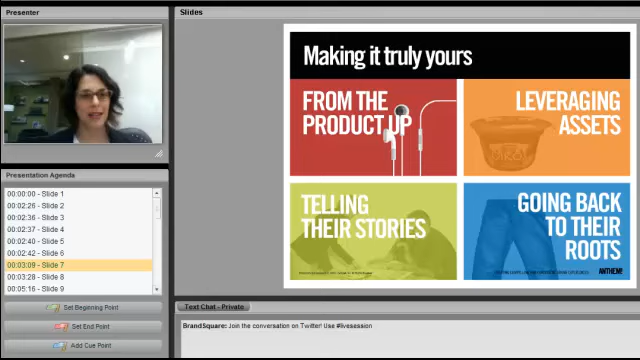 Presenter
Slides
Making it truly yours
FROM THE
PRODUCT UP
LEVERAGING
ASSETS
TELLING
THEIR STORIES
GOING BACK
TO THEIR
ROOTS
ANTHEM!
Presentation Agenda
00:00:00 - Slide 1
00:02:26 - Slide 2
00:02:36 - Slide 3
00:02:37 - Slide 4
00:02:40 - Slide 5
00:02:42 - Slide 6
00:03:09 - Slide 7
00:03:28 - Slide 8
00:05:16 - Slide 9
Set Beginning Point
Set End Point
Add Cue Point
Text Chat - Private
BrandSquare: Join the conversation on Twitter! Use #livesession